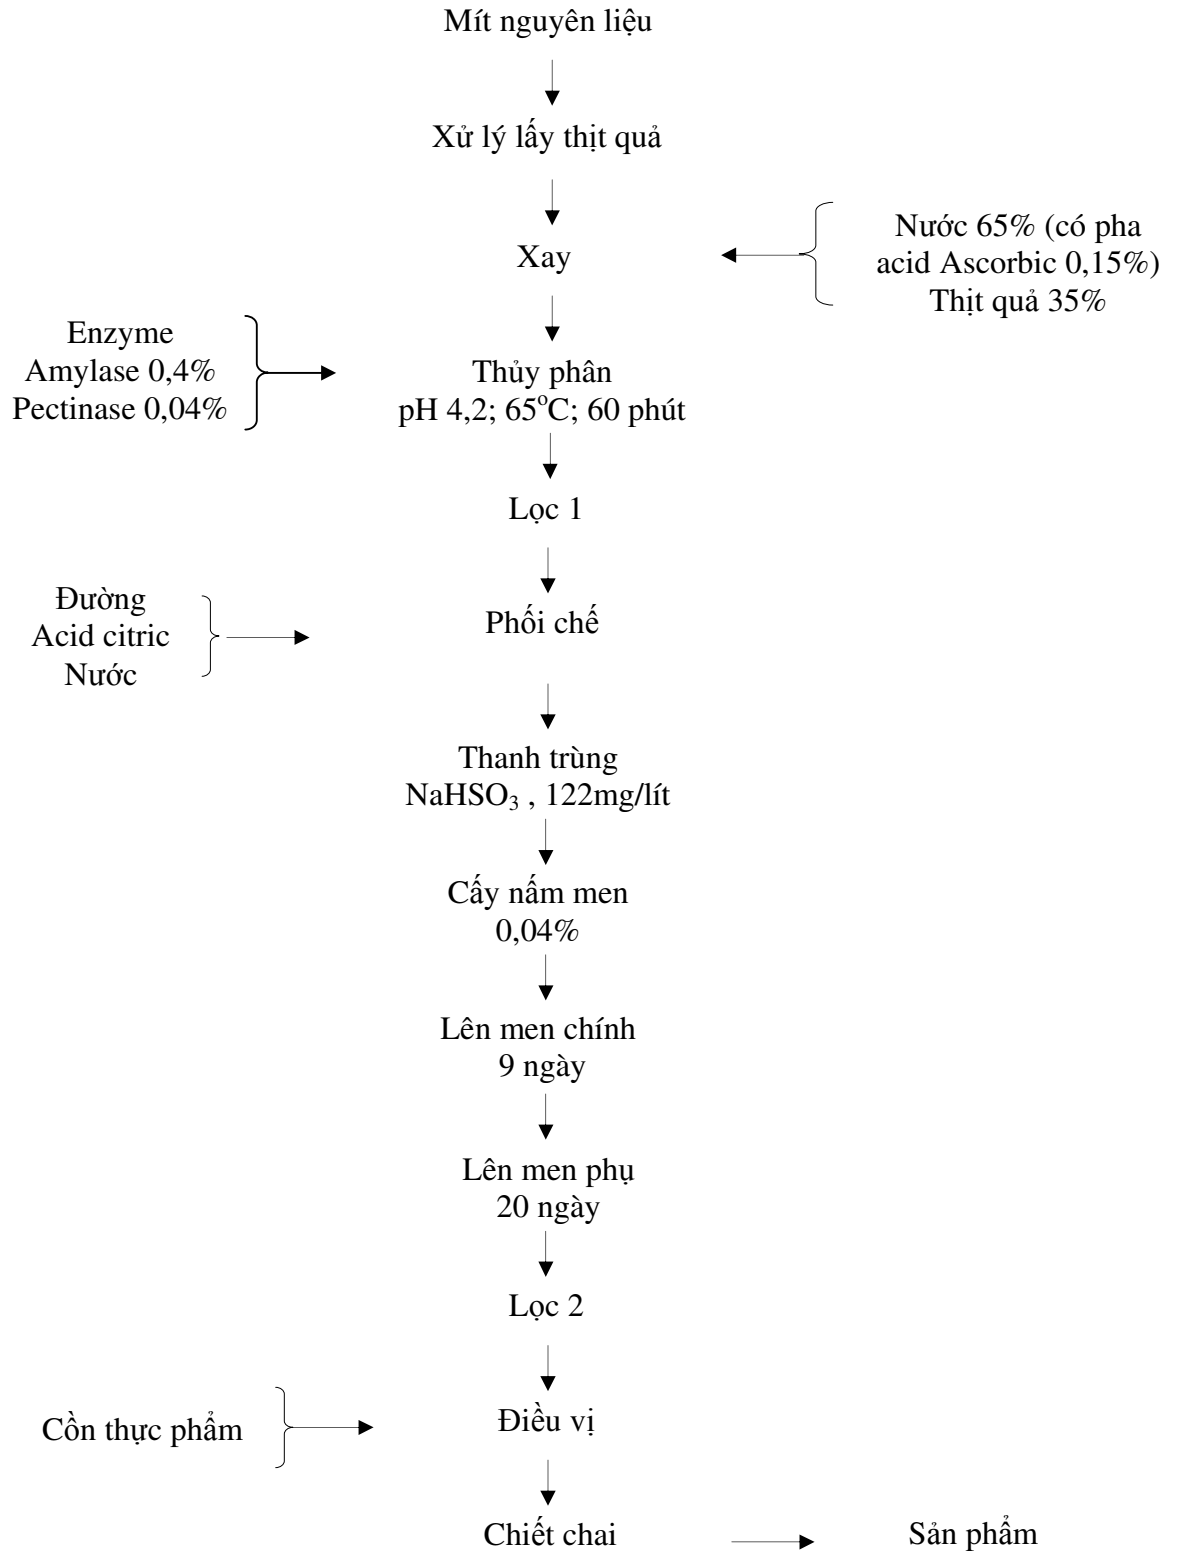 Mít nguyên liệu
Xử lý lấy thịt quả
Xay
Nước 65% (có pha
acid Ascorbic 0,15%)
Thịt quả 35%
Enzyme
Amylase 0,4%
Pectinase 0,04%
Thủy phân
pH 4,2; 65°C; 60 phút
Lọc 1
Đường
Acid citric
Nước
Phối chế
Thanh trùng
NaHSO₃ , 122mg/lít
Cấy nấm men
0,04%
Lên men chính
9 ngày
Lên men phụ
20 ngày
Lọc 2
Cồn thực phẩm
Điều vị
Chiết chai
Sản phẩm